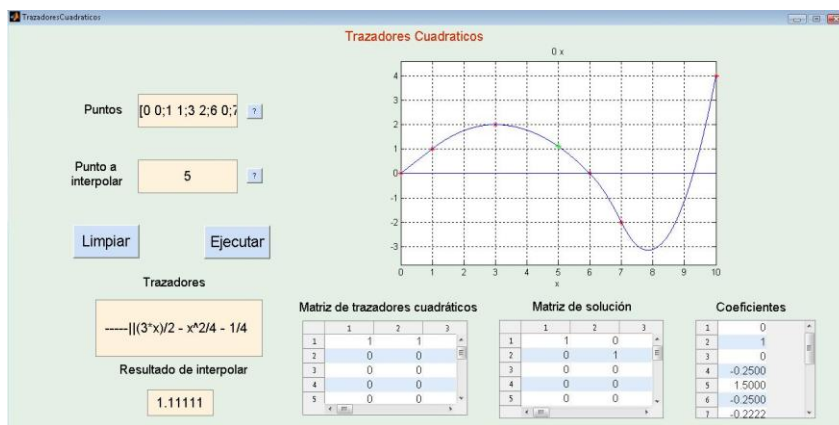 TrazadoresCuadraticos
Trazadores Cuadraticos
0 x
Puntos [0 0;1 1;3 2;6 0;7 ?
Punto a interpolar 5 ?
Limpiar Ejecutar
Trazadores
-----||(3*x)/2 - x^2/4 - 1/4
Resultado de interpolar
1.11111
4
3
2
1
0
-1
-2
-3
0 1 2 3 4 5 6 7 8 9 10
x
Matriz de trazadores cuadráticos
1 2 3
1 1 1
2 0 0
3 0 0
4 0 0
5 0 0
Matriz de solución
1 2 3
1 1 0
2 0 1
3 0 0
4 0 0
5 0 0
Coeficientes
1 0
2 1
3 0
4 -0.2500
5 1.5000
6 -0.2500
7 -0.2222